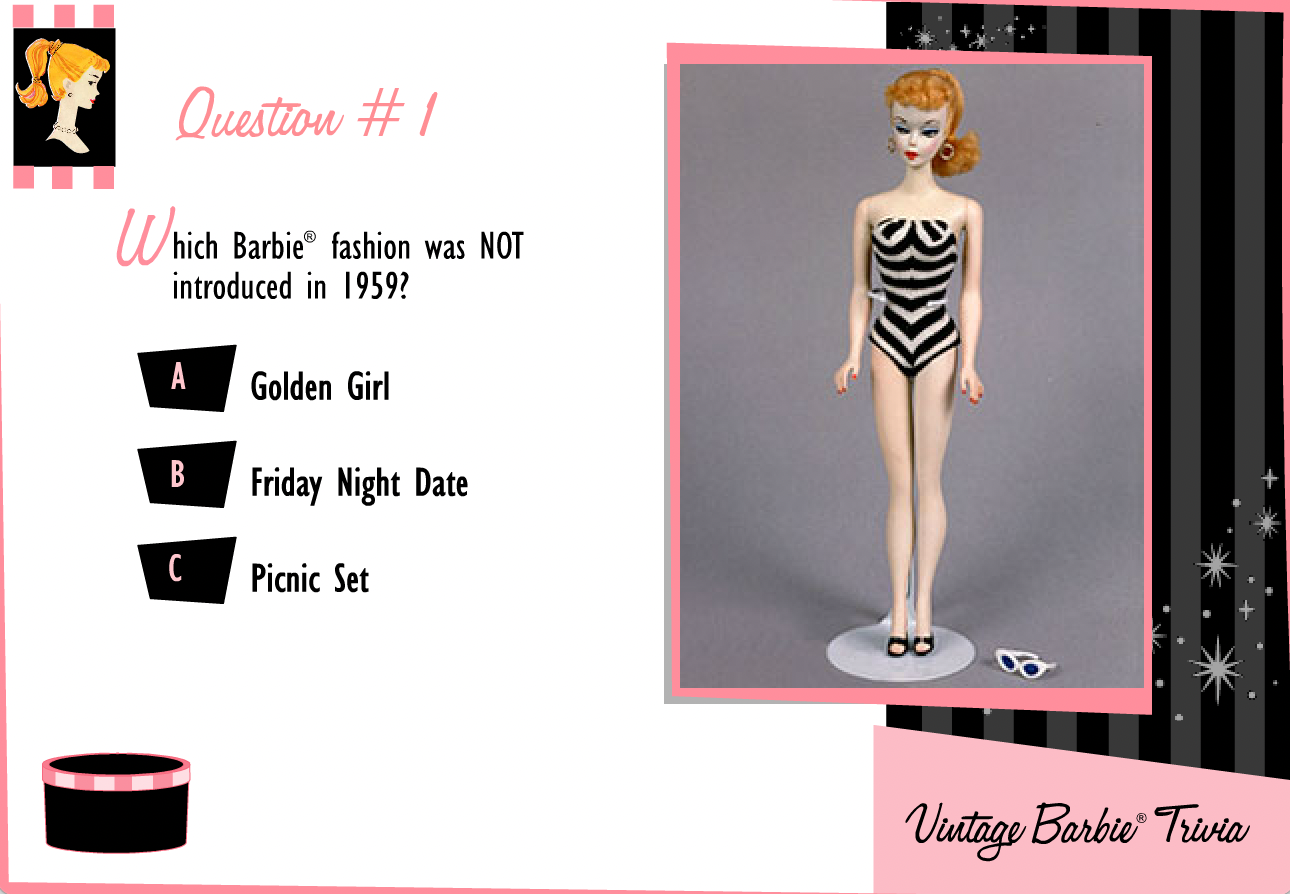 Question # 1
Which Barbie® fashion was NOT
introduced in 1959?
A Golden Girl
B Friday Night Date
C Picnic Set
Vintage Barbie® Trivia